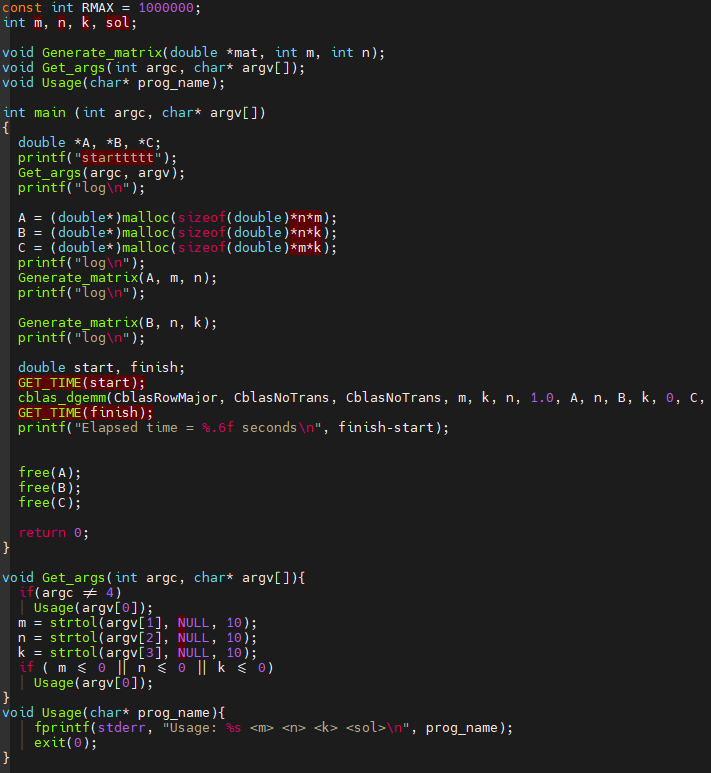 const int RMAX = 1000000;
int m, n, k, sol;
void Generate_matrix(double *mat, int m, int n);
void Get_args(int argc, char* argv[]);
void Usage(char* prog_name);
int main (int argc, char* argv[])
{
double *A, *B, *C;
printf("starttttt");
Get_args(argc, argv);
printf("log\n");
A = (double*)malloc(sizeof(double)*n*m);
B = (double*)malloc(sizeof(double)*n*k);
C = (double*)malloc(sizeof(double)*m*k);
printf("log\n");
Generate_matrix(A, m, n);
printf("log\n");
Generate_matrix(B, n, k);
printf("log\n");
double start, finish;
GET_TIME(start);
cblas_dgemm(CblasRowMajor, CblasNoTrans, CblasNoTrans, m, k, n, 1.0, A, n, B, k, 0, C,
GET_TIME(finish);
printf("Elapsed time = %.6f seconds\n", finish-start);
free(A);
free(B);
free(C);
return 0;
}
void Get_args(int argc, char* argv[]){
if(argc ≠ 4)
Usage(argv[0]);
m = strtol(argv[1], NULL, 10);
n = strtol(argv[2], NULL, 10);
k = strtol(argv[3], NULL, 10);
if ( m ⩽ 0 || n ⩽ 0 || k ⩽ 0)
Usage(argv[0]);
}
void Usage(char* prog_name){
fprintf(stderr, "Usage: %s <m> <n> <k> <sol>\n", prog_name);
exit(0);
}